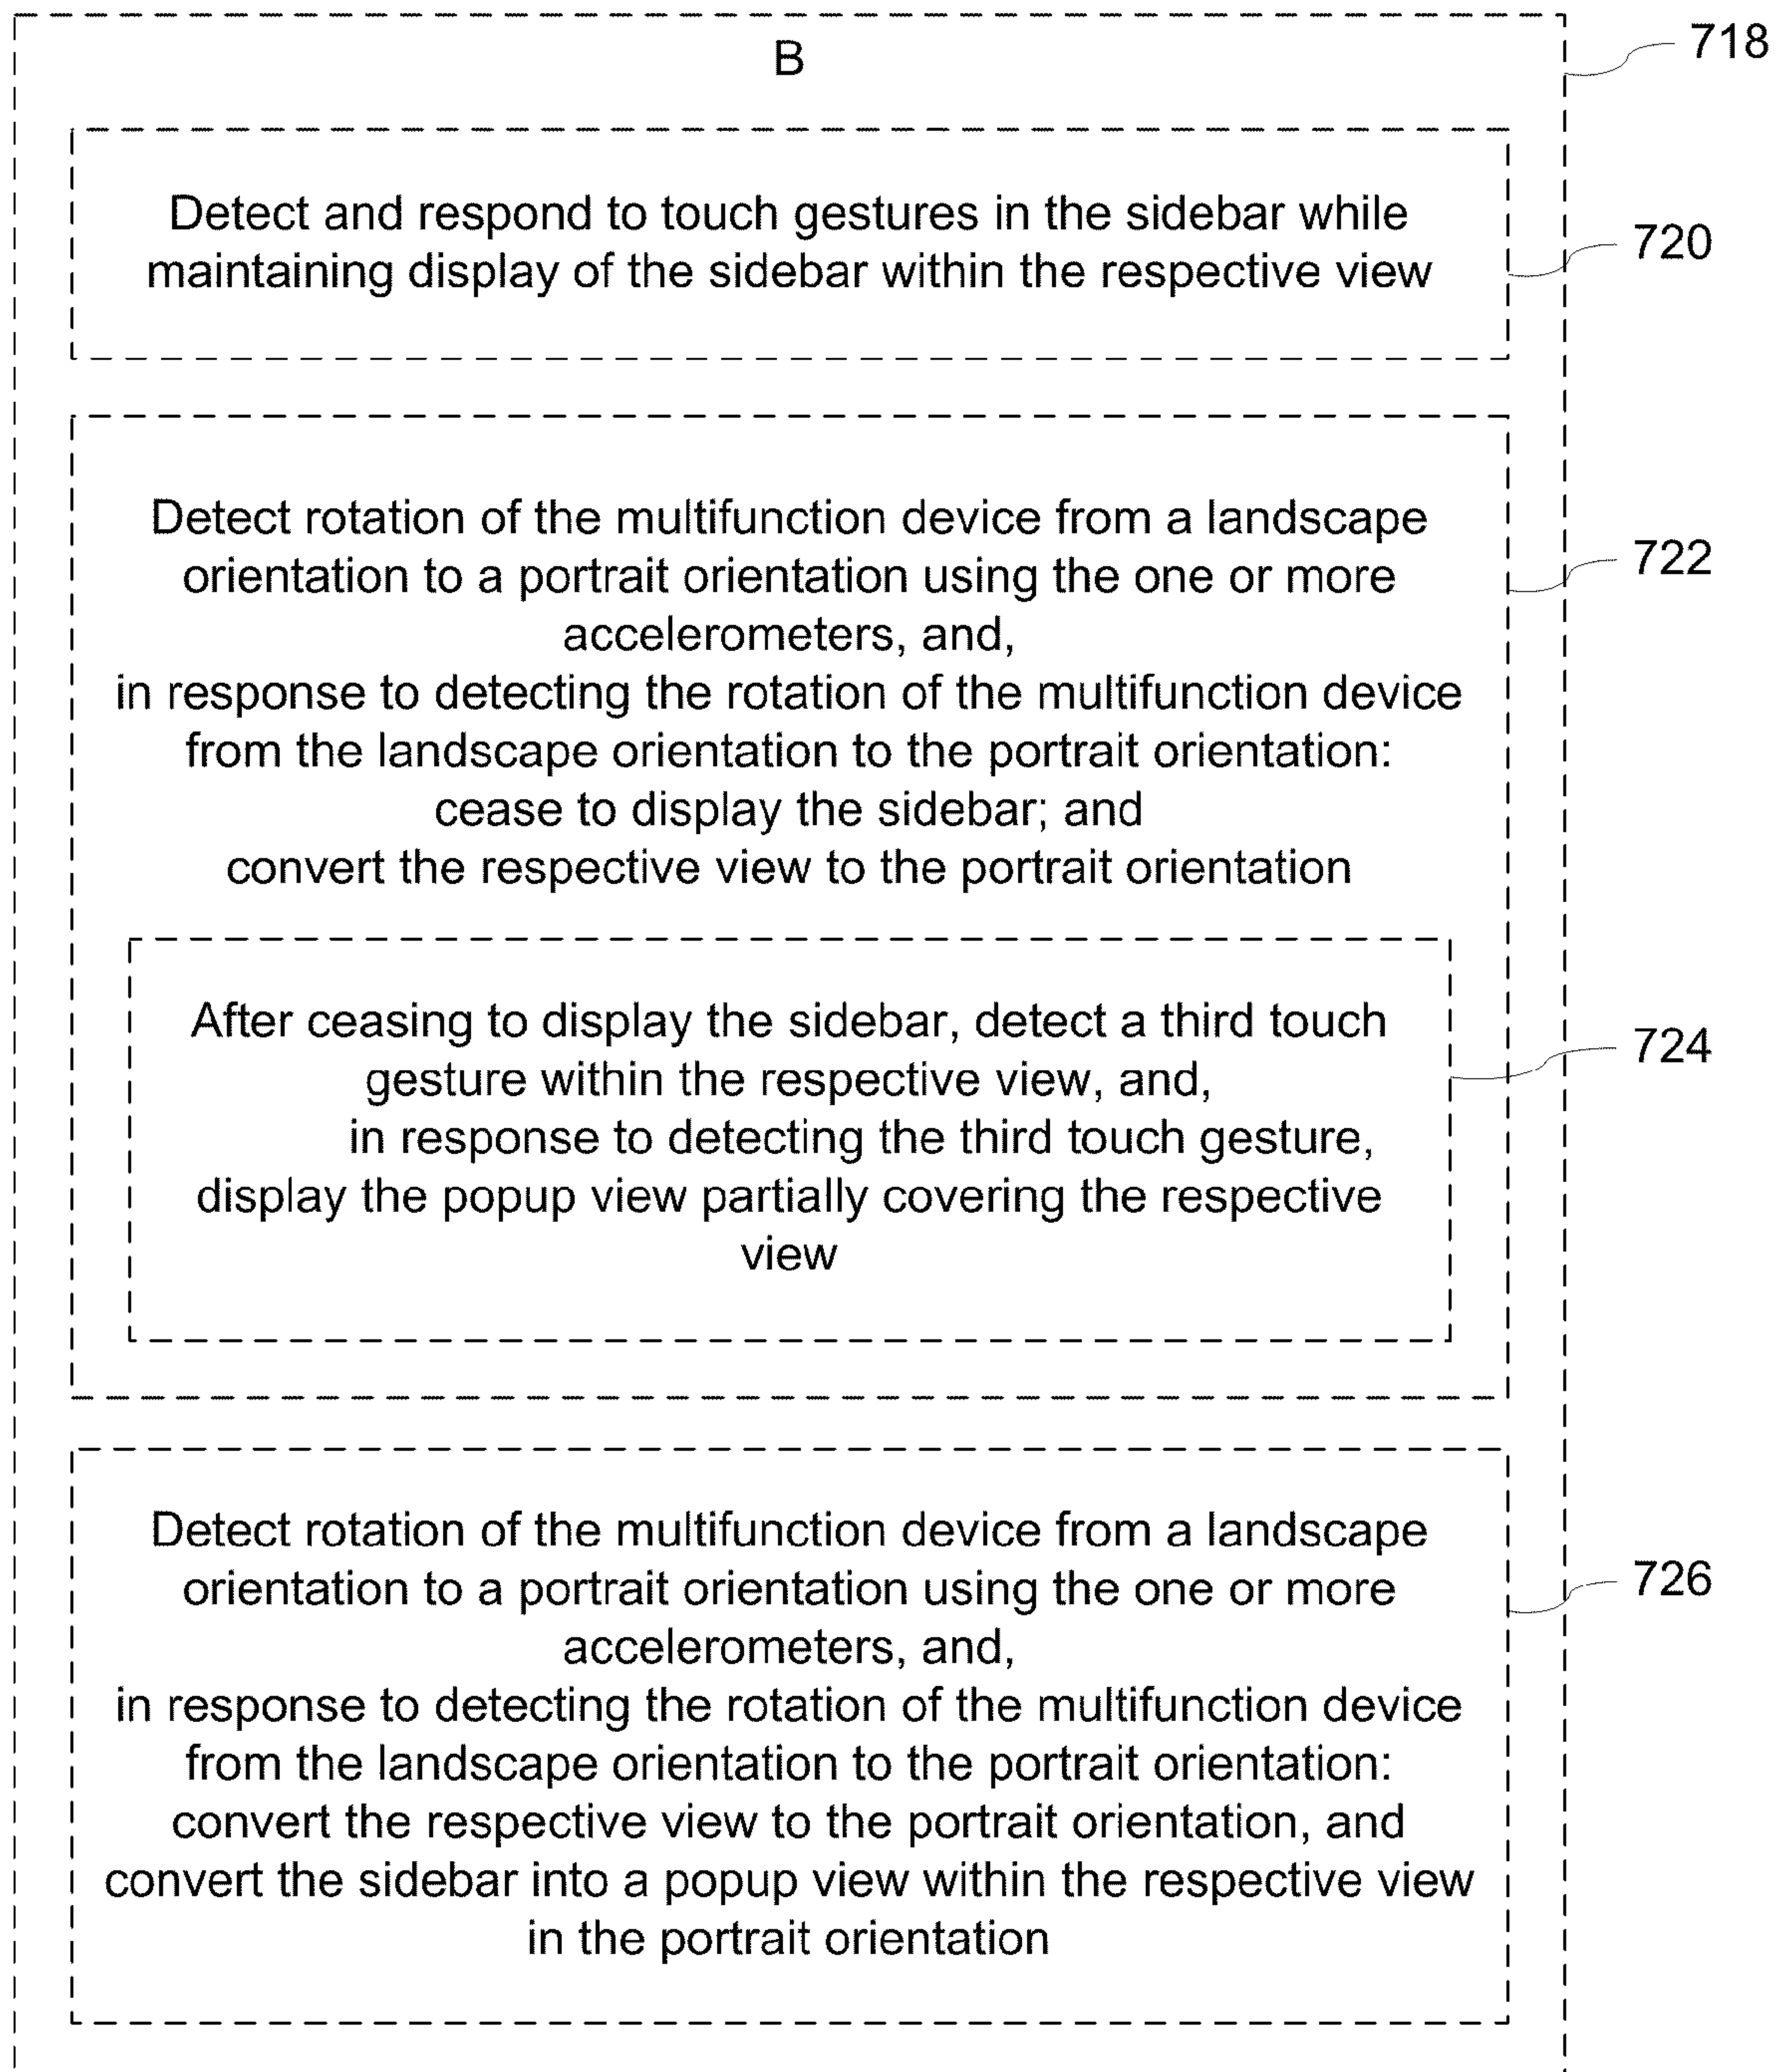 B
718
Detect and respond to touch gestures in the sidebar while
maintaining display of the sidebar within the respective view
720
Detect rotation of the multifunction device from a landscape
orientation to a portrait orientation using the one or more
accelerometers, and,
in response to detecting the rotation of the multifunction device
from the landscape orientation to the portrait orientation:
cease to display the sidebar; and
convert the respective view to the portrait orientation
722
After ceasing to display the sidebar, detect a third touch
gesture within the respective view, and,
in response to detecting the third touch gesture,
display the popup view partially covering the respective
view
724
Detect rotation of the multifunction device from a landscape
orientation to a portrait orientation using the one or more
accelerometers, and,
in response to detecting the rotation of the multifunction device
from the landscape orientation to the portrait orientation:
convert the respective view to the portrait orientation, and
convert the sidebar into a popup view within the respective view
in the portrait orientation
726